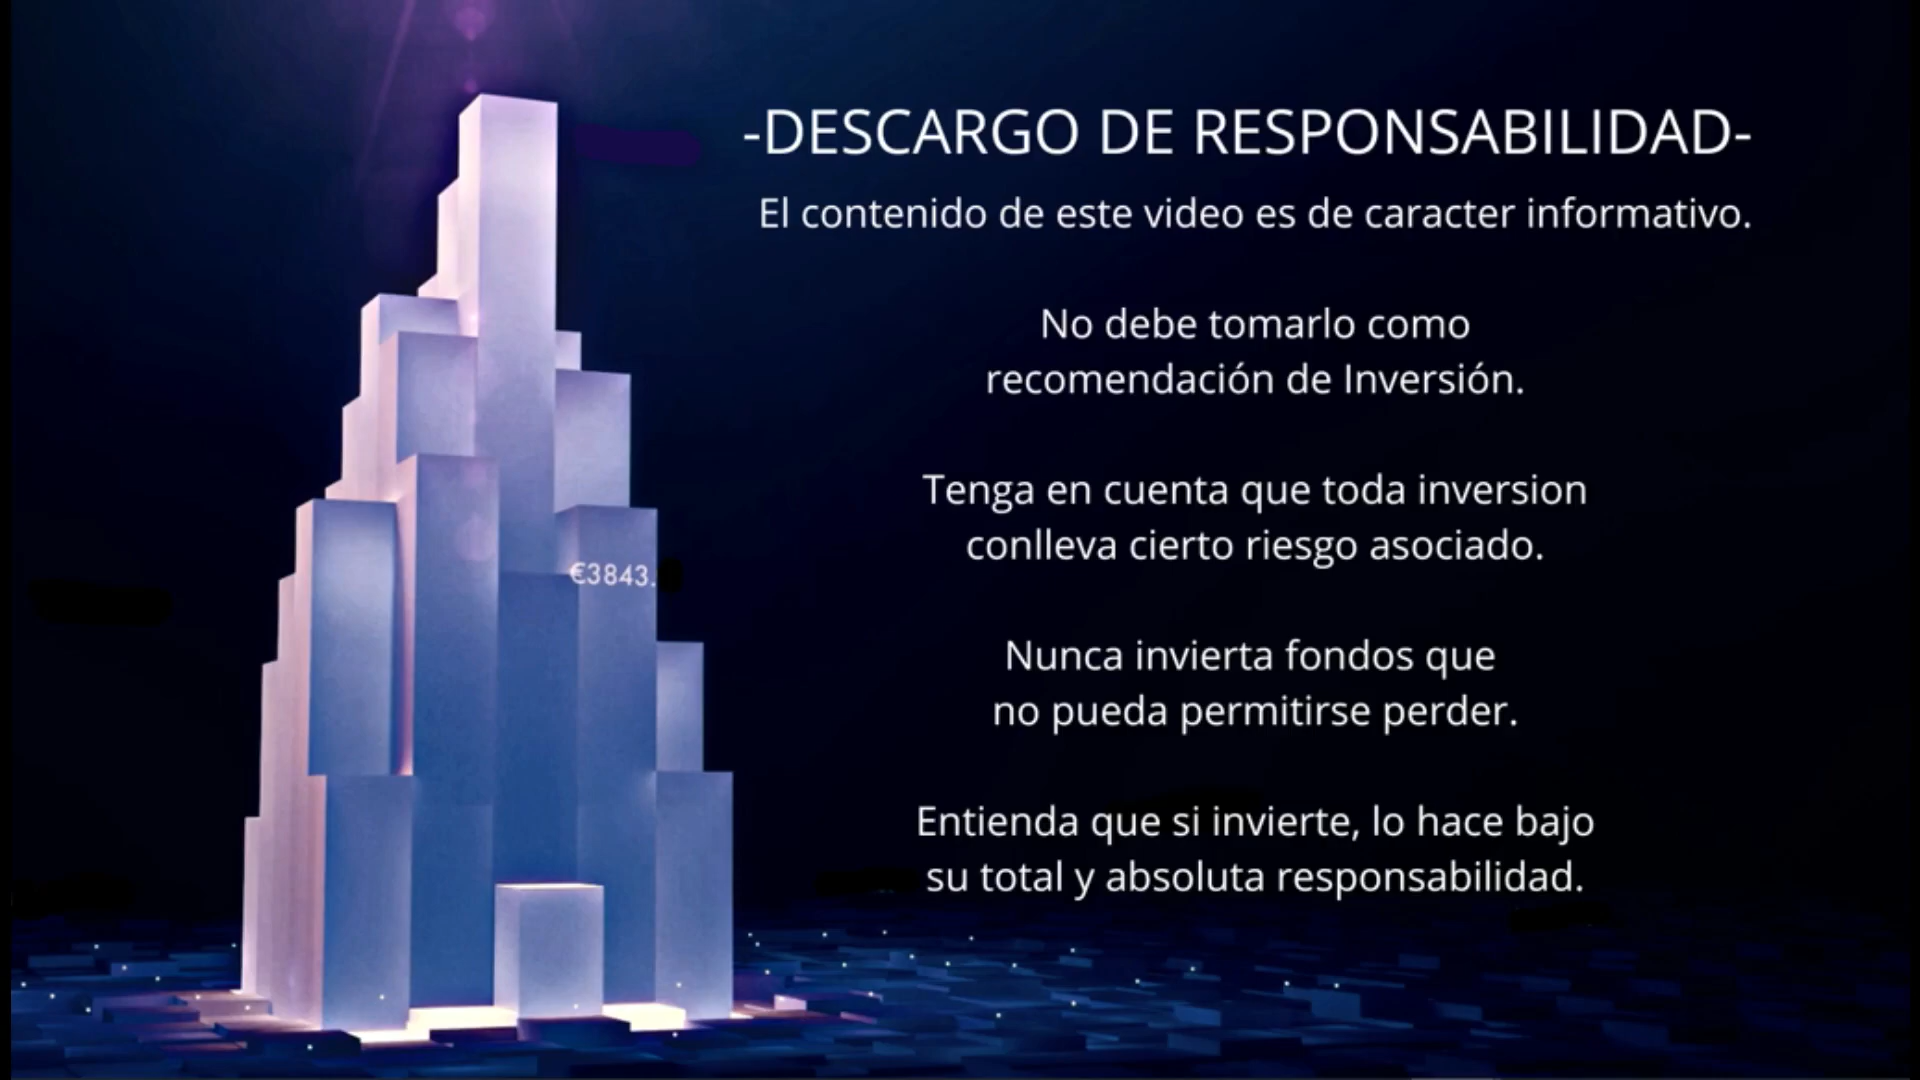 -DESCARGO DE RESPONSABILIDAD-
El contenido de este video es de caracter informativo.
No debe tomarlo como
recomendación de Inversión.
Tenga en cuenta que toda inversion
conlleva cierto riesgo asociado.
€3843.
Nunca invierta fondos que
no pueda permitirse perder.
Entienda que si invierte, lo hace bajo
su total y absoluta responsabilidad.